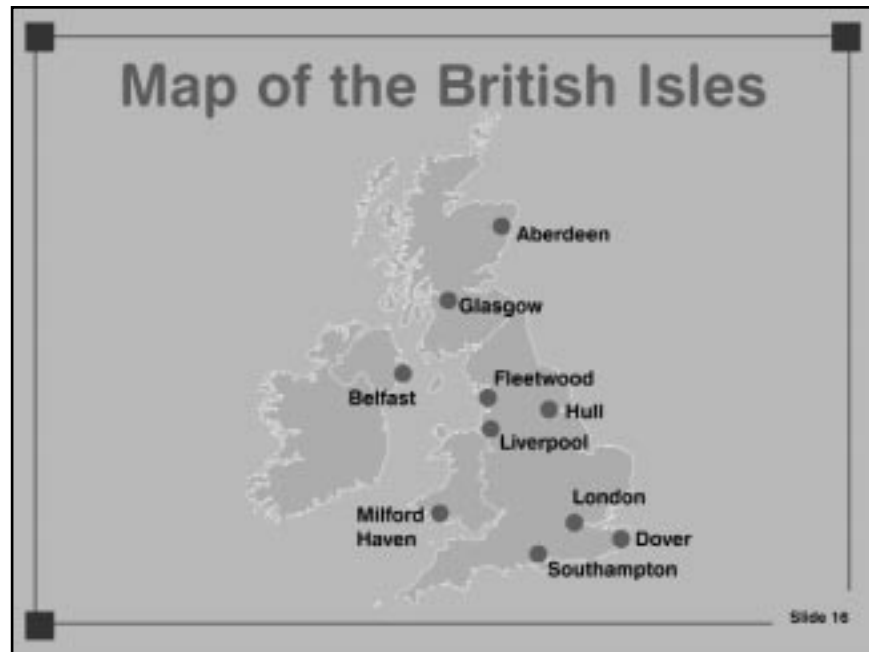 Map of the British Isles
Aberdeen
Glasgow
Fleetwood
Belfast
Hull
Liverpool
London
Milford
Haven
Dover
Southampton
Slide 16